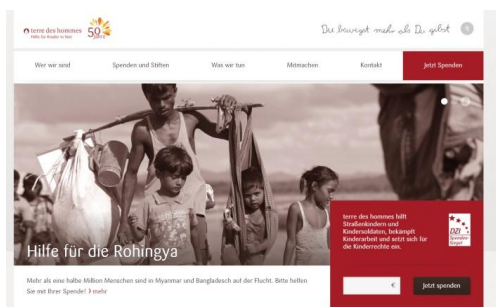 terre des hommes
Hilfe für Kinder in Not
50
Du bewegst mehr als Du gibst
Wer wir sind
Spenden und Stiften
Was wir tun
Mitmachen
Kontakt
Jetzt Spenden
Hilfe für die Rohingya
terre des hommes hilft
Straßenkindern und
Kindersoldaten, bekämpft
Kinderarbeit und setzt sich für
die Kinderrechte ein.
DZI
Spenden-
Siegel
Mehr als eine halbe Million Menschen sind in Myanmar und Bangladesch auf der Flucht. Bitte helfen
Sie mit Ihrer Spende! > mehr
€
Jetzt spenden